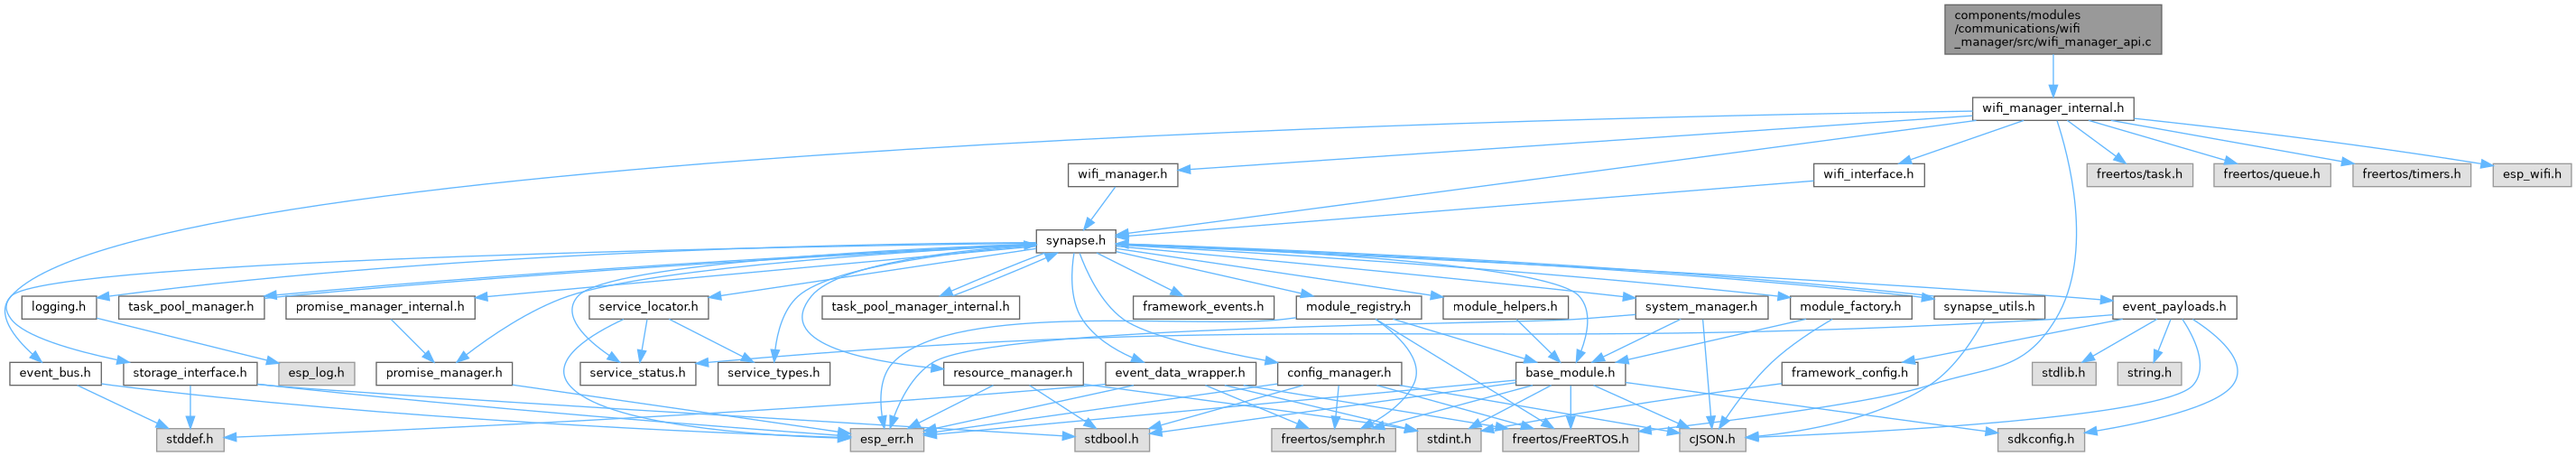 components/modules
/communications/wifi
_manager/src/wifi_manager_api.c
wifi_manager_internal.h
wifi_manager.h
wifi_interface.h
freertos/task.h
freertos/queue.h
freertos/timers.h
esp_wifi.h
synapse.h
logging.h
task_pool_manager.h
promise_manager_internal.h
service_locator.h
task_pool_manager_internal.h
framework_events.h
module_registry.h
module_helpers.h
system_manager.h
module_factory.h
synapse_utils.h
event_payloads.h
event_bus.h
storage_interface.h
esp_log.h
promise_manager.h
service_status.h
service_types.h
resource_manager.h
event_data_wrapper.h
config_manager.h
base_module.h
framework_config.h
stdlib.h
string.h
stddef.h
esp_err.h
stdbool.h
freertos/semphr.h
stdint.h
freertos/FreeRTOS.h
cJSON.h
sdkconfig.h